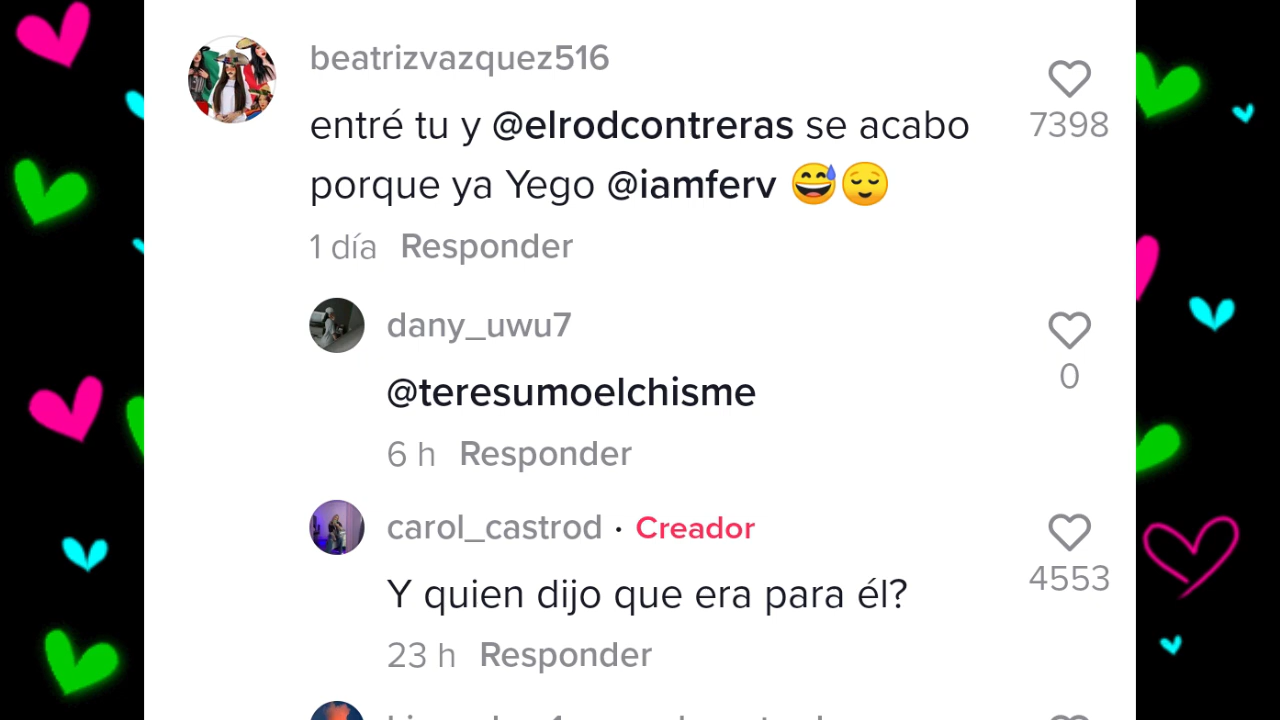 beatrizvazquez516
entré tu y @elrodcontreras se acabo
7398
porque ya Yego @iamferv 😅😌
1 día Responder
dany_uwu7
@teresumoelchisme
0
6 h Responder
carol_castrod · Creador
Y quien dijo que era para él?
4553
23 h Responder